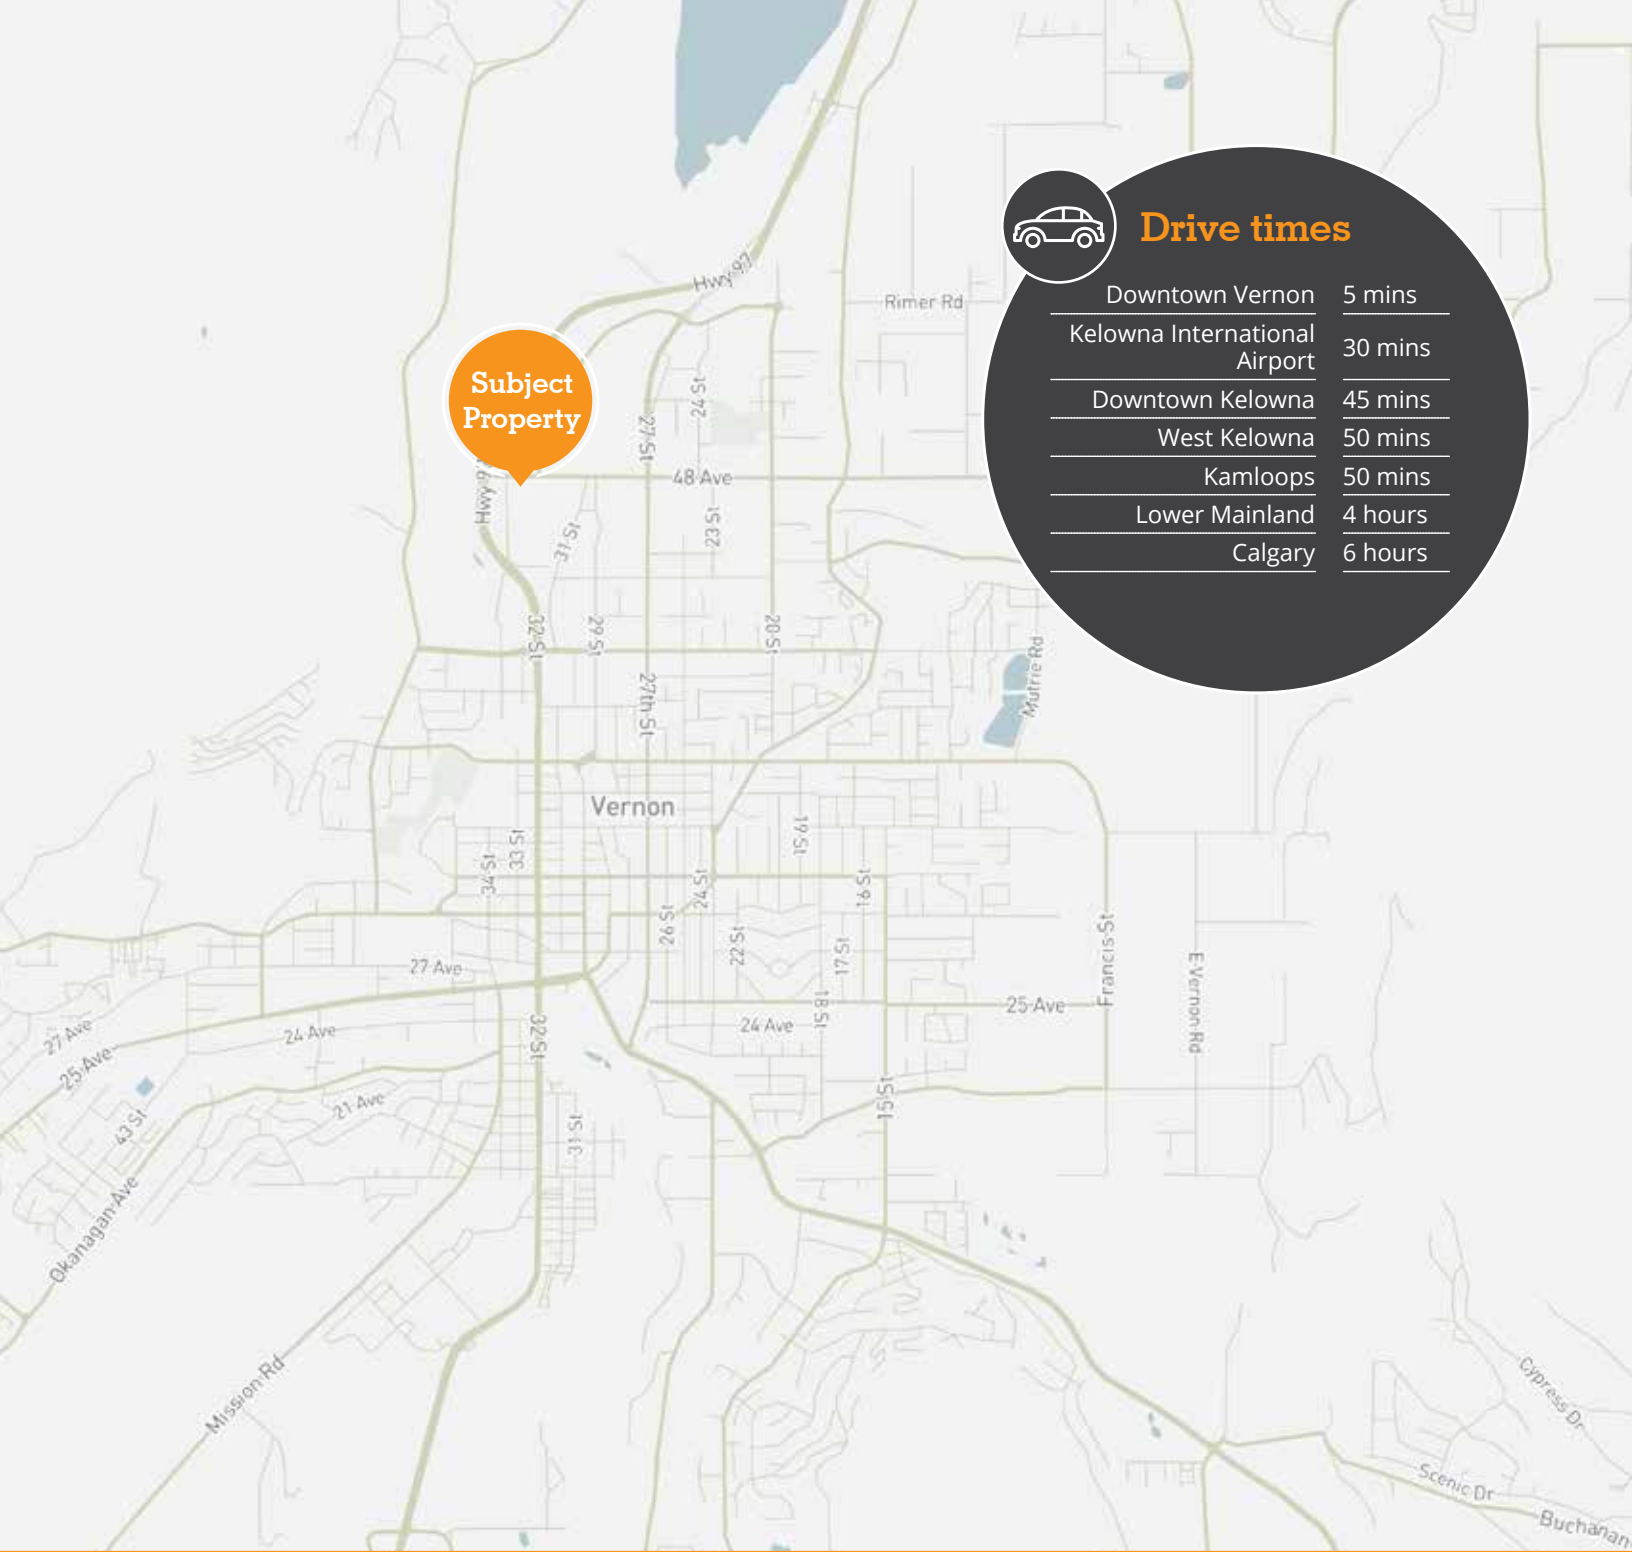 Drive times
Downtown Vernon 5 mins
Kelowna International
Airport 30 mins
Downtown Kelowna 45 mins
West Kelowna 50 mins
Kamloops 50 mins
Lower Mainland 4 hours
Calgary 6 hours
Hwy 97
Rimer Rd
Subject
Property
24 St
27 St
48 Ave
Hwy
23 St
31 St
32 St
29 St
20 St
Mutrie Rd
27th St
Vernon
19 St
33 St
34 St
24 St
16 St
26 St
22 St
17 St
Francis St
E Vernon Rd
27 Ave
18 St
25 Ave
24 Ave
32 St
24 Ave
27 Ave
25 Ave
15 St
21 Ave
43 St
31 St
Okanagan Ave
Mission Rd
Cypress Dr
Scenic Dr
Buchanan